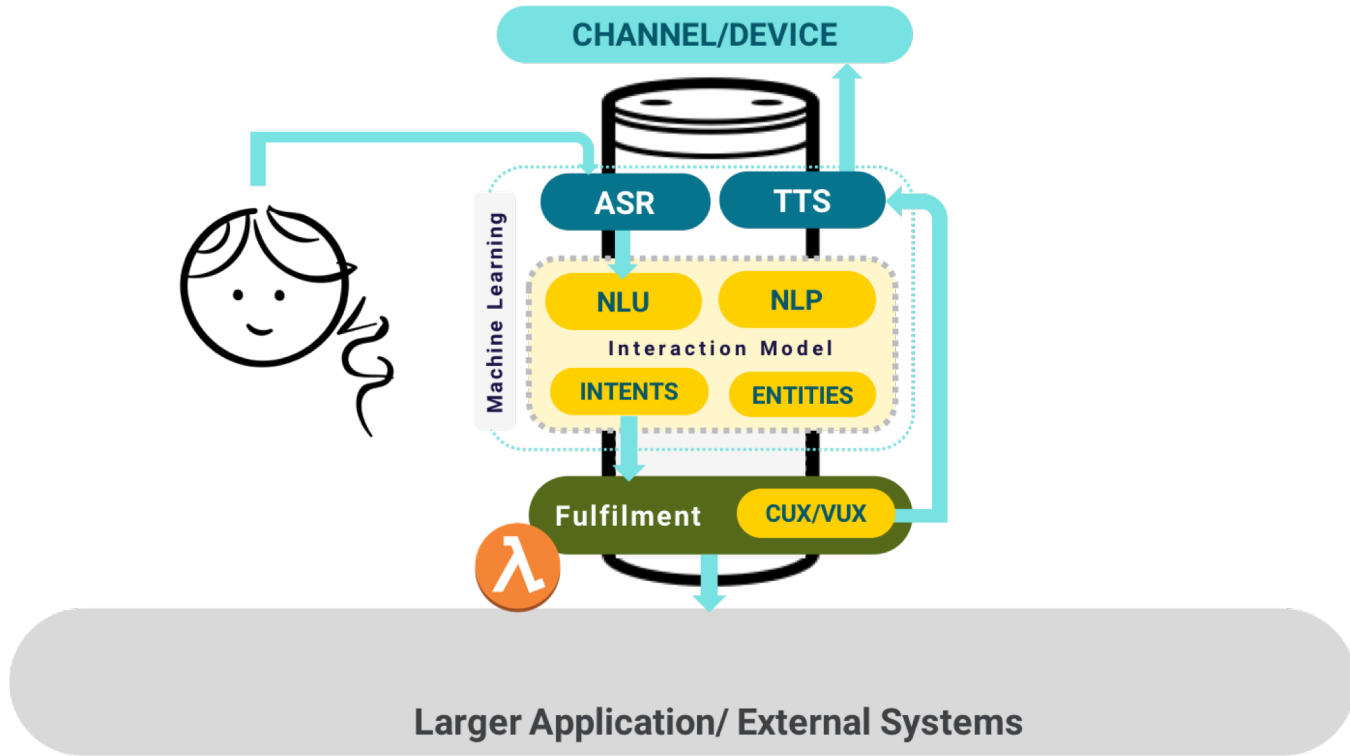 CHANNEL/DEVICE
ASR
TTS
Machine Learning
NLU
NLP
Interaction Model
INTENTS
ENTITIES
Fulfilment
CUX/VUX
λ
Larger Application/ External Systems